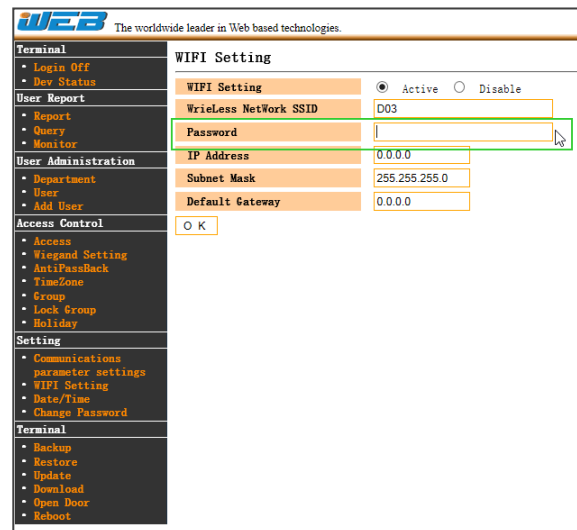 iWEB The worldwide leader in Web based technologies.
Terminal
Login Off
Dev Status
User Report
Report
Query
Monitor
User Administration
Department
User
Add User
Access Control
Access
Wiegand Setting
AntiPassBack
TimeZone
Group
Lock Group
Holiday
Setting
Communications
parameter settings
WIFI Setting
Date/Time
Change Password
Terminal
Backup
Restore
Update
Download
Open Door
Reboot
WIFI Setting
WIFI Setting Active Disable
WrieLess NetWork SSID D03
Password
IP Address 0.0.0.0
Subnet Mask 255.255.255.0
Default Gateway 0.0.0.0
O K